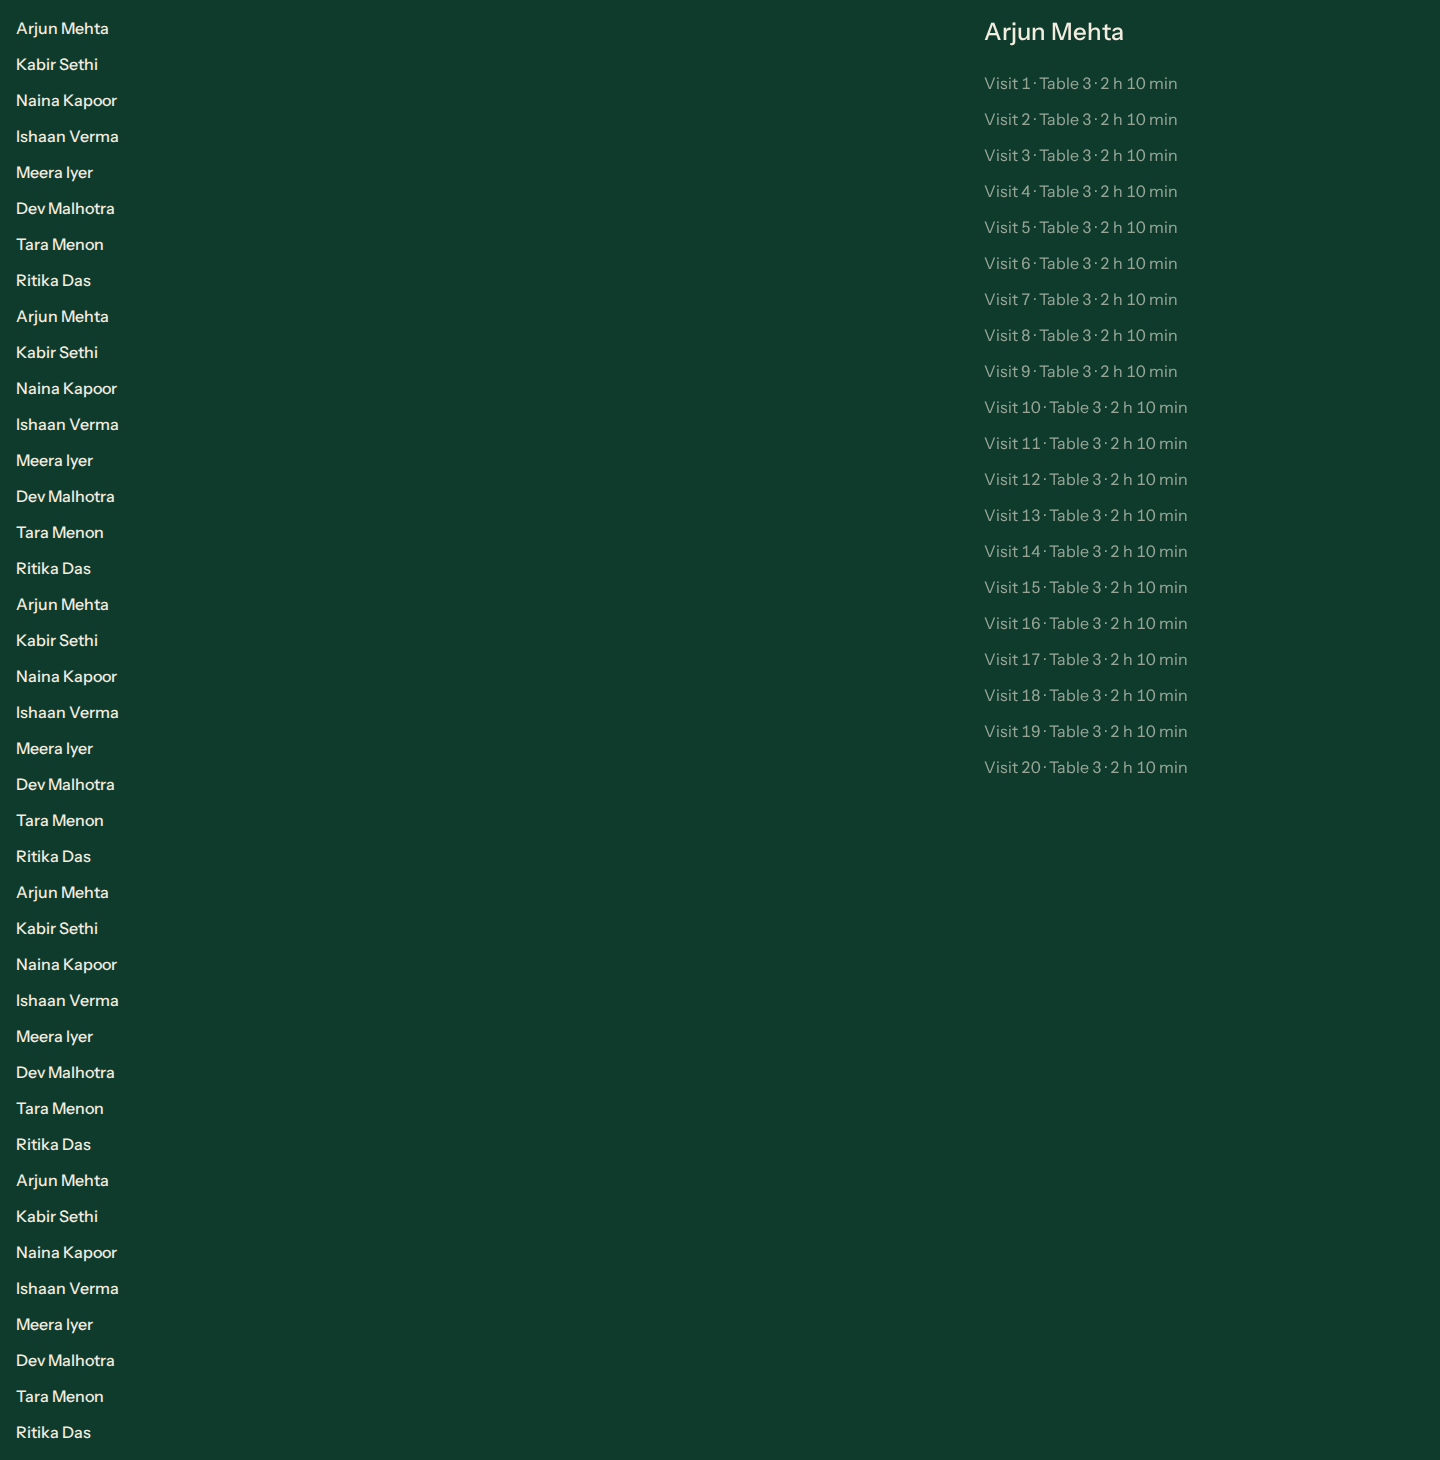 Arjun Mehta
Kabir Sethi
Naina Kapoor
Ishaan Verma
Meera Iyer
Dev Malhotra
Tara Menon
Ritika Das
Arjun Mehta
Kabir Sethi
Naina Kapoor
Ishaan Verma
Meera Iyer
Dev Malhotra
Tara Menon
Ritika Das
Arjun Mehta
Kabir Sethi
Naina Kapoor
Ishaan Verma
Meera Iyer
Dev Malhotra
Tara Menon
Ritika Das
Arjun Mehta
Kabir Sethi
Naina Kapoor
Ishaan Verma
Meera Iyer
Dev Malhotra
Tara Menon
Ritika Das
Arjun Mehta
Kabir Sethi
Naina Kapoor
Ishaan Verma
Meera Iyer
Dev Malhotra
Tara Menon
Ritika Das
Arjun Mehta
Visit 1 · Table 3 · 2 h 10 min
Visit 2 · Table 3 · 2 h 10 min
Visit 3 · Table 3 · 2 h 10 min
Visit 4 · Table 3 · 2 h 10 min
Visit 5 · Table 3 · 2 h 10 min
Visit 6 · Table 3 · 2 h 10 min
Visit 7 · Table 3 · 2 h 10 min
Visit 8 · Table 3 · 2 h 10 min
Visit 9 · Table 3 · 2 h 10 min
Visit 10 · Table 3 · 2 h 10 min
Visit 11 · Table 3 · 2 h 10 min
Visit 12 · Table 3 · 2 h 10 min
Visit 13 · Table 3 · 2 h 10 min
Visit 14 · Table 3 · 2 h 10 min
Visit 15 · Table 3 · 2 h 10 min
Visit 16 · Table 3 · 2 h 10 min
Visit 17 · Table 3 · 2 h 10 min
Visit 18 · Table 3 · 2 h 10 min
Visit 19 · Table 3 · 2 h 10 min
Visit 20 · Table 3 · 2 h 10 min